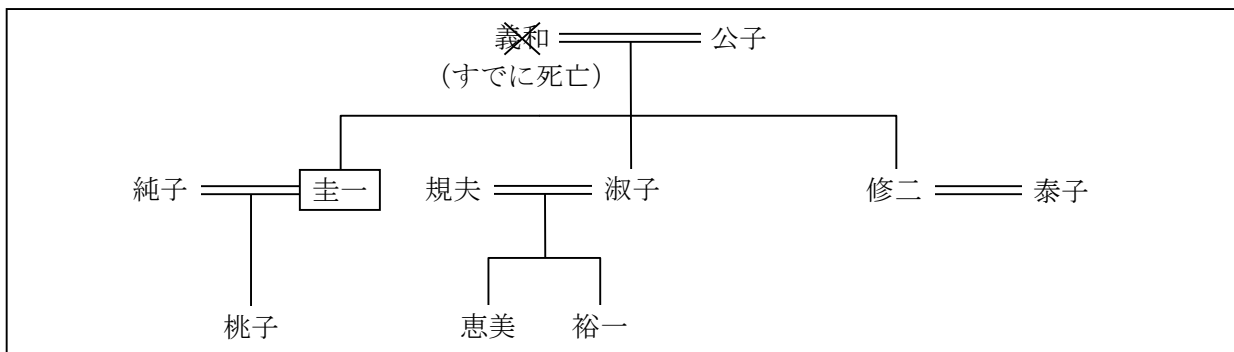 義和 公子
(すでに死亡)
純子 圭一 規夫 淑子 修二 泰子
桃子 恵美 裕一